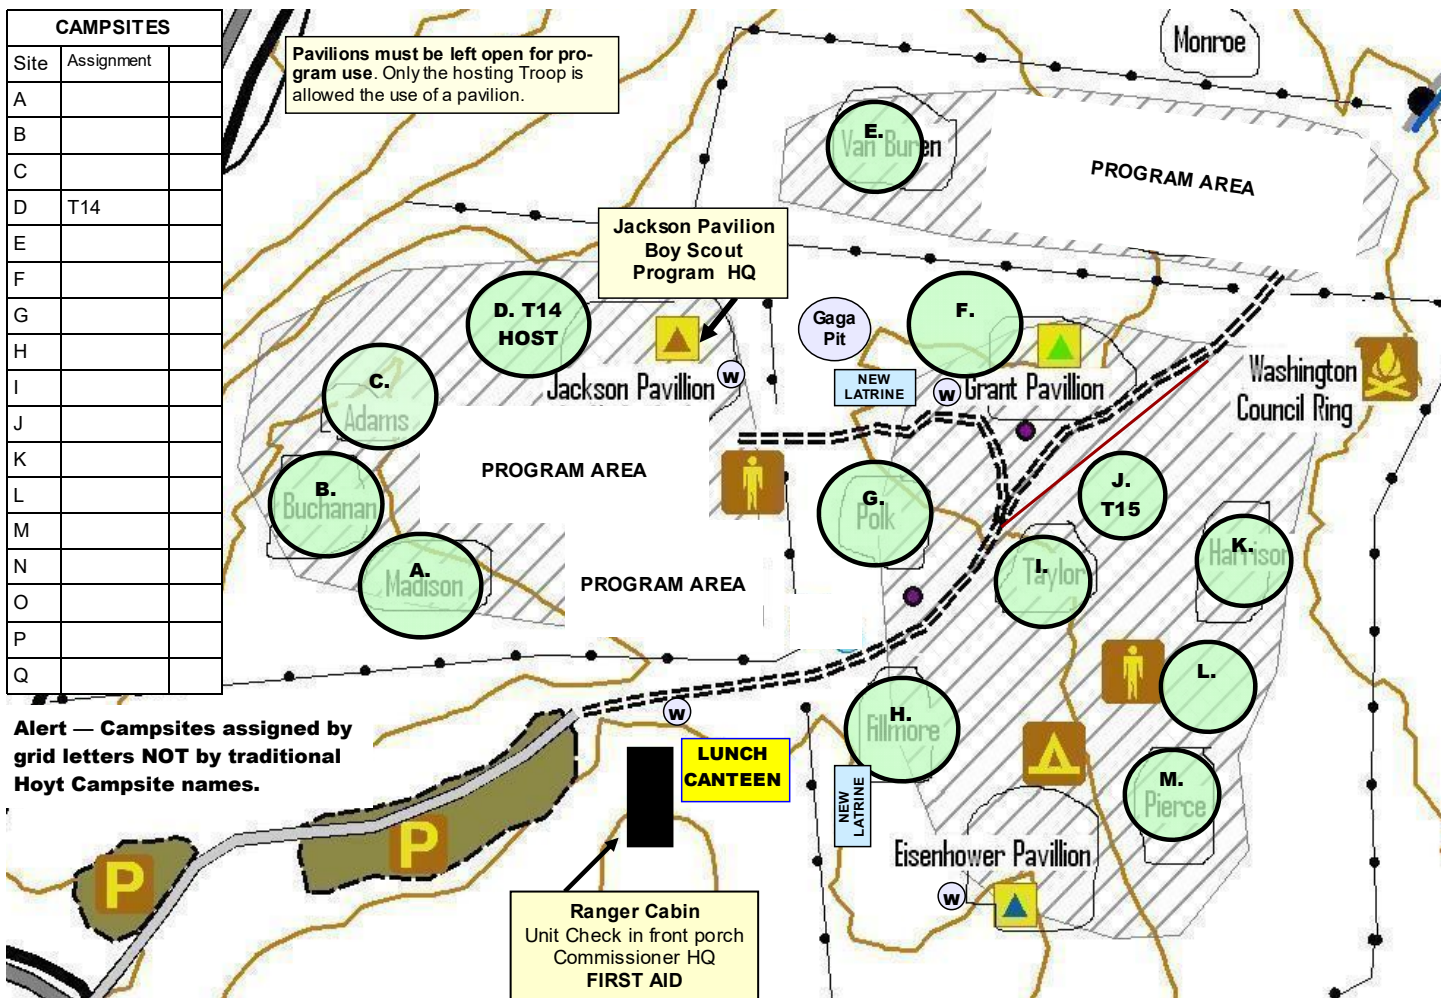 CAMPSITES
Site Assignment
A
B
C
D T14
E
F
G
H
I
J
K
L
M
N
O
P
Q
Alert — Campsites assigned by
grid letters NOT by traditional
Hoyt Campsite names.
Pavilions must be left open for pro-
gram use. Only the hosting Troop is
allowed the use of a pavilion.
Monroe
E.
Van Buren
PROGRAM AREA
Jackson Pavilion
Boy Scout
Program HQ
D. T14
HOST
Gaga
Pit
F.
C.
Adams
Jackson Pavillion
W
NEW
LATRINE
W
Grant Pavillion
Washington
Council Ring
PROGRAM AREA
B.
Buchanan
G.
Polk
J.
T15
K.
Harrison
A.
Madison
PROGRAM AREA
I.
Taylor
L.
W
H.
Fillmore
LUNCH
CANTEEN
NEW
LATRINE
M.
Pierce
P
P
Eisenhower Pavillion
W
Ranger Cabin
Unit Check in front porch
Commissioner HQ
FIRST AID